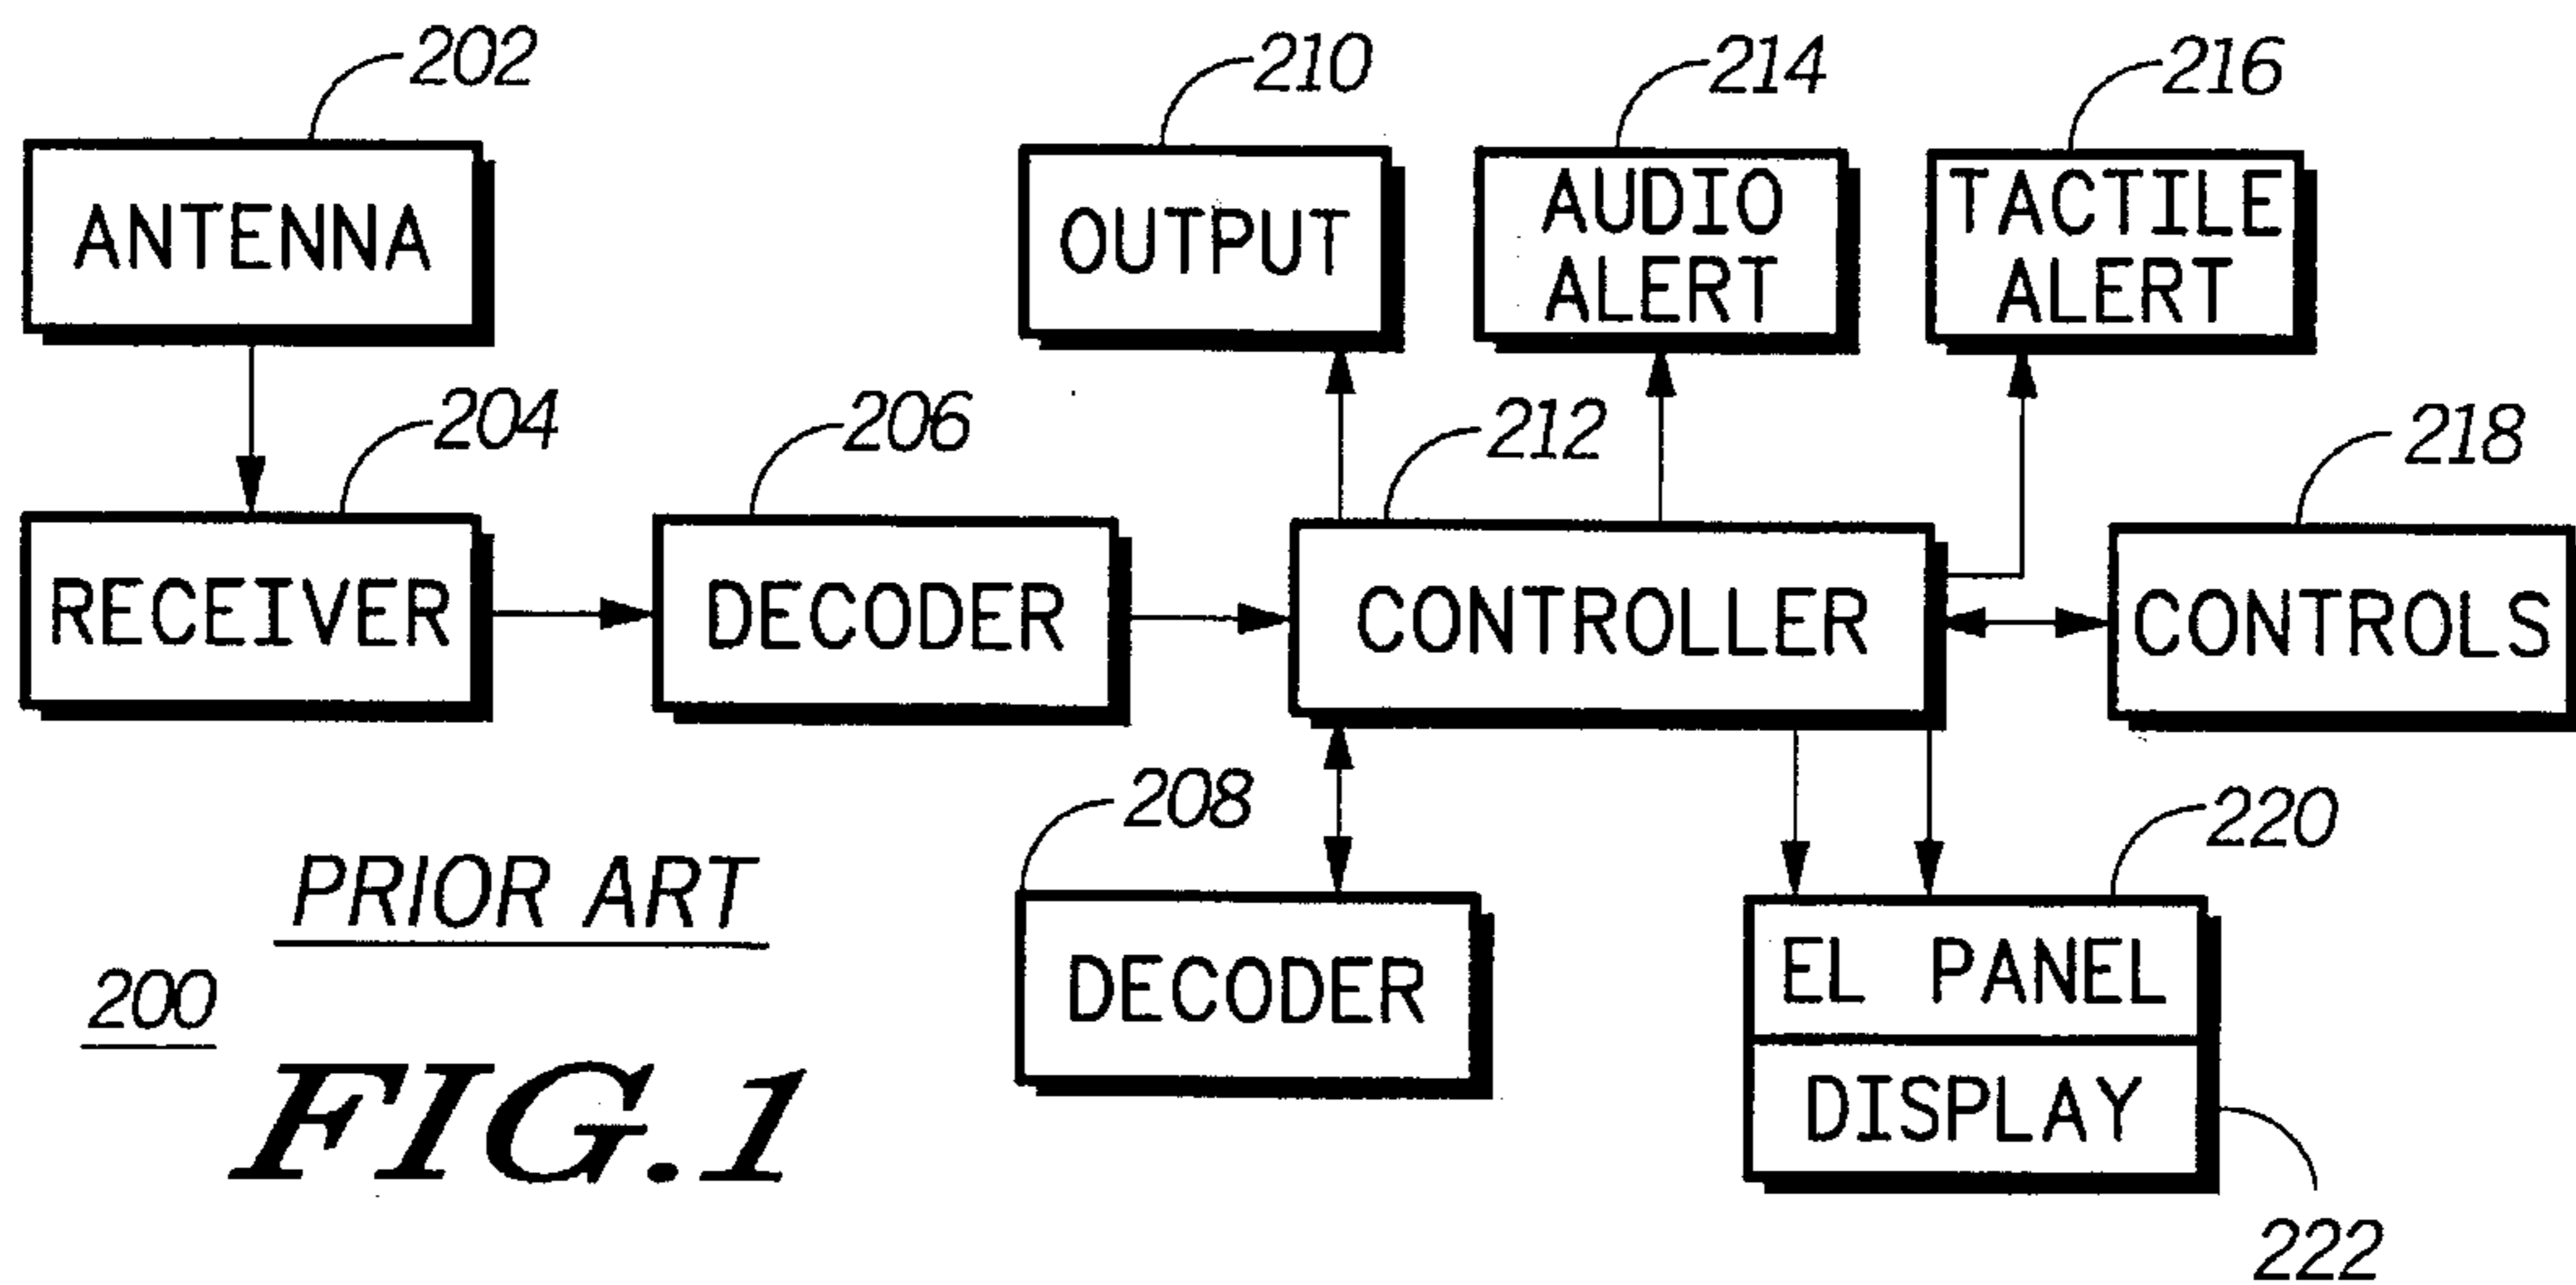 202
210
214
216
ANTENNA
OUTPUT
AUDIO
ALERT
TACTILE
ALERT
204
206
212
218
RECEIVER
DECODER
CONTROLLER
CONTROLS
208
220
PRIOR ART
DECODER
EL PANEL
DISPLAY
200
FIG.1
222